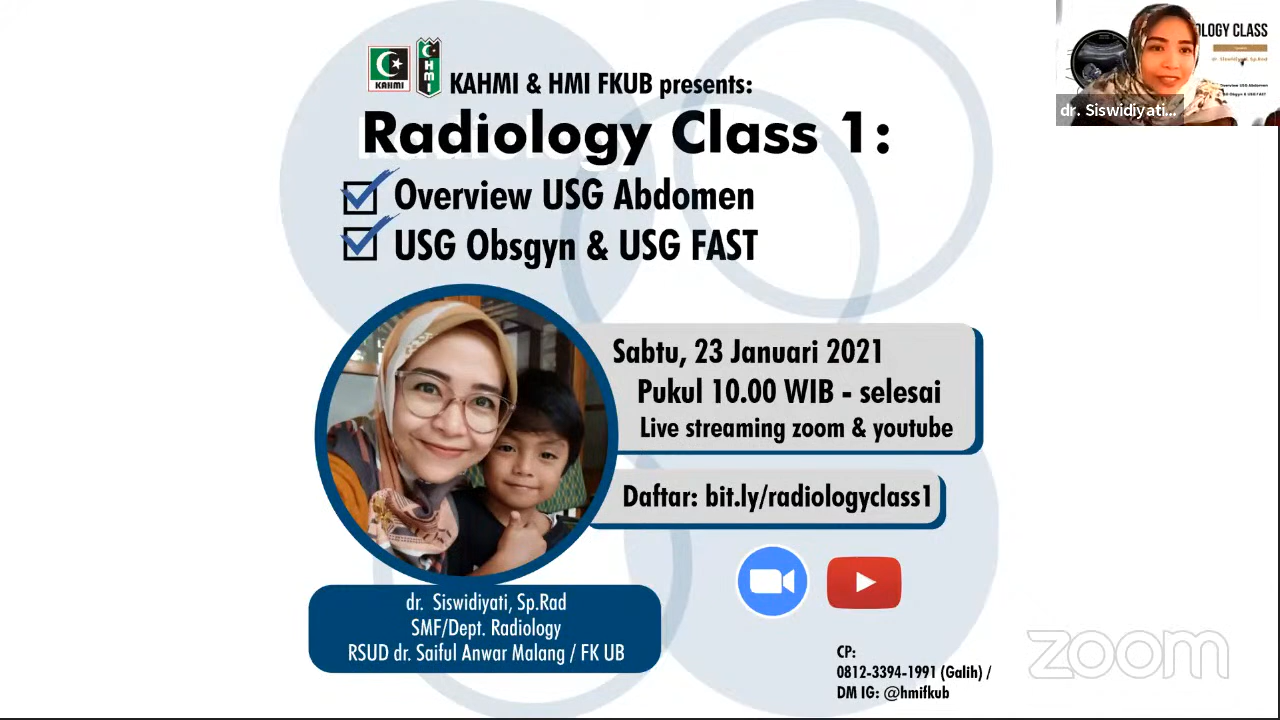 KAHMI
HMI
KAHMI & HMI FKUB presents:
Radiology Class 1:
Overview USG Abdomen
USG Obsgyn & USG FAST
Sabtu, 23 Januari 2021
Pukul 10.00 WIB - selesai
Live streaming zoom & youtube
Daftar: bit.ly/radiologyclass1
dr. Siswidiyati, Sp.Rad
SMF/Dept. Radiology
RSUD dr. Saiful Anwar Malang / FK UB
CP:
0812-3394-1991 (Galih) /
DM IG: @hmifkub
zoom
OLOGY CLASS
dr. Siswidiyati...